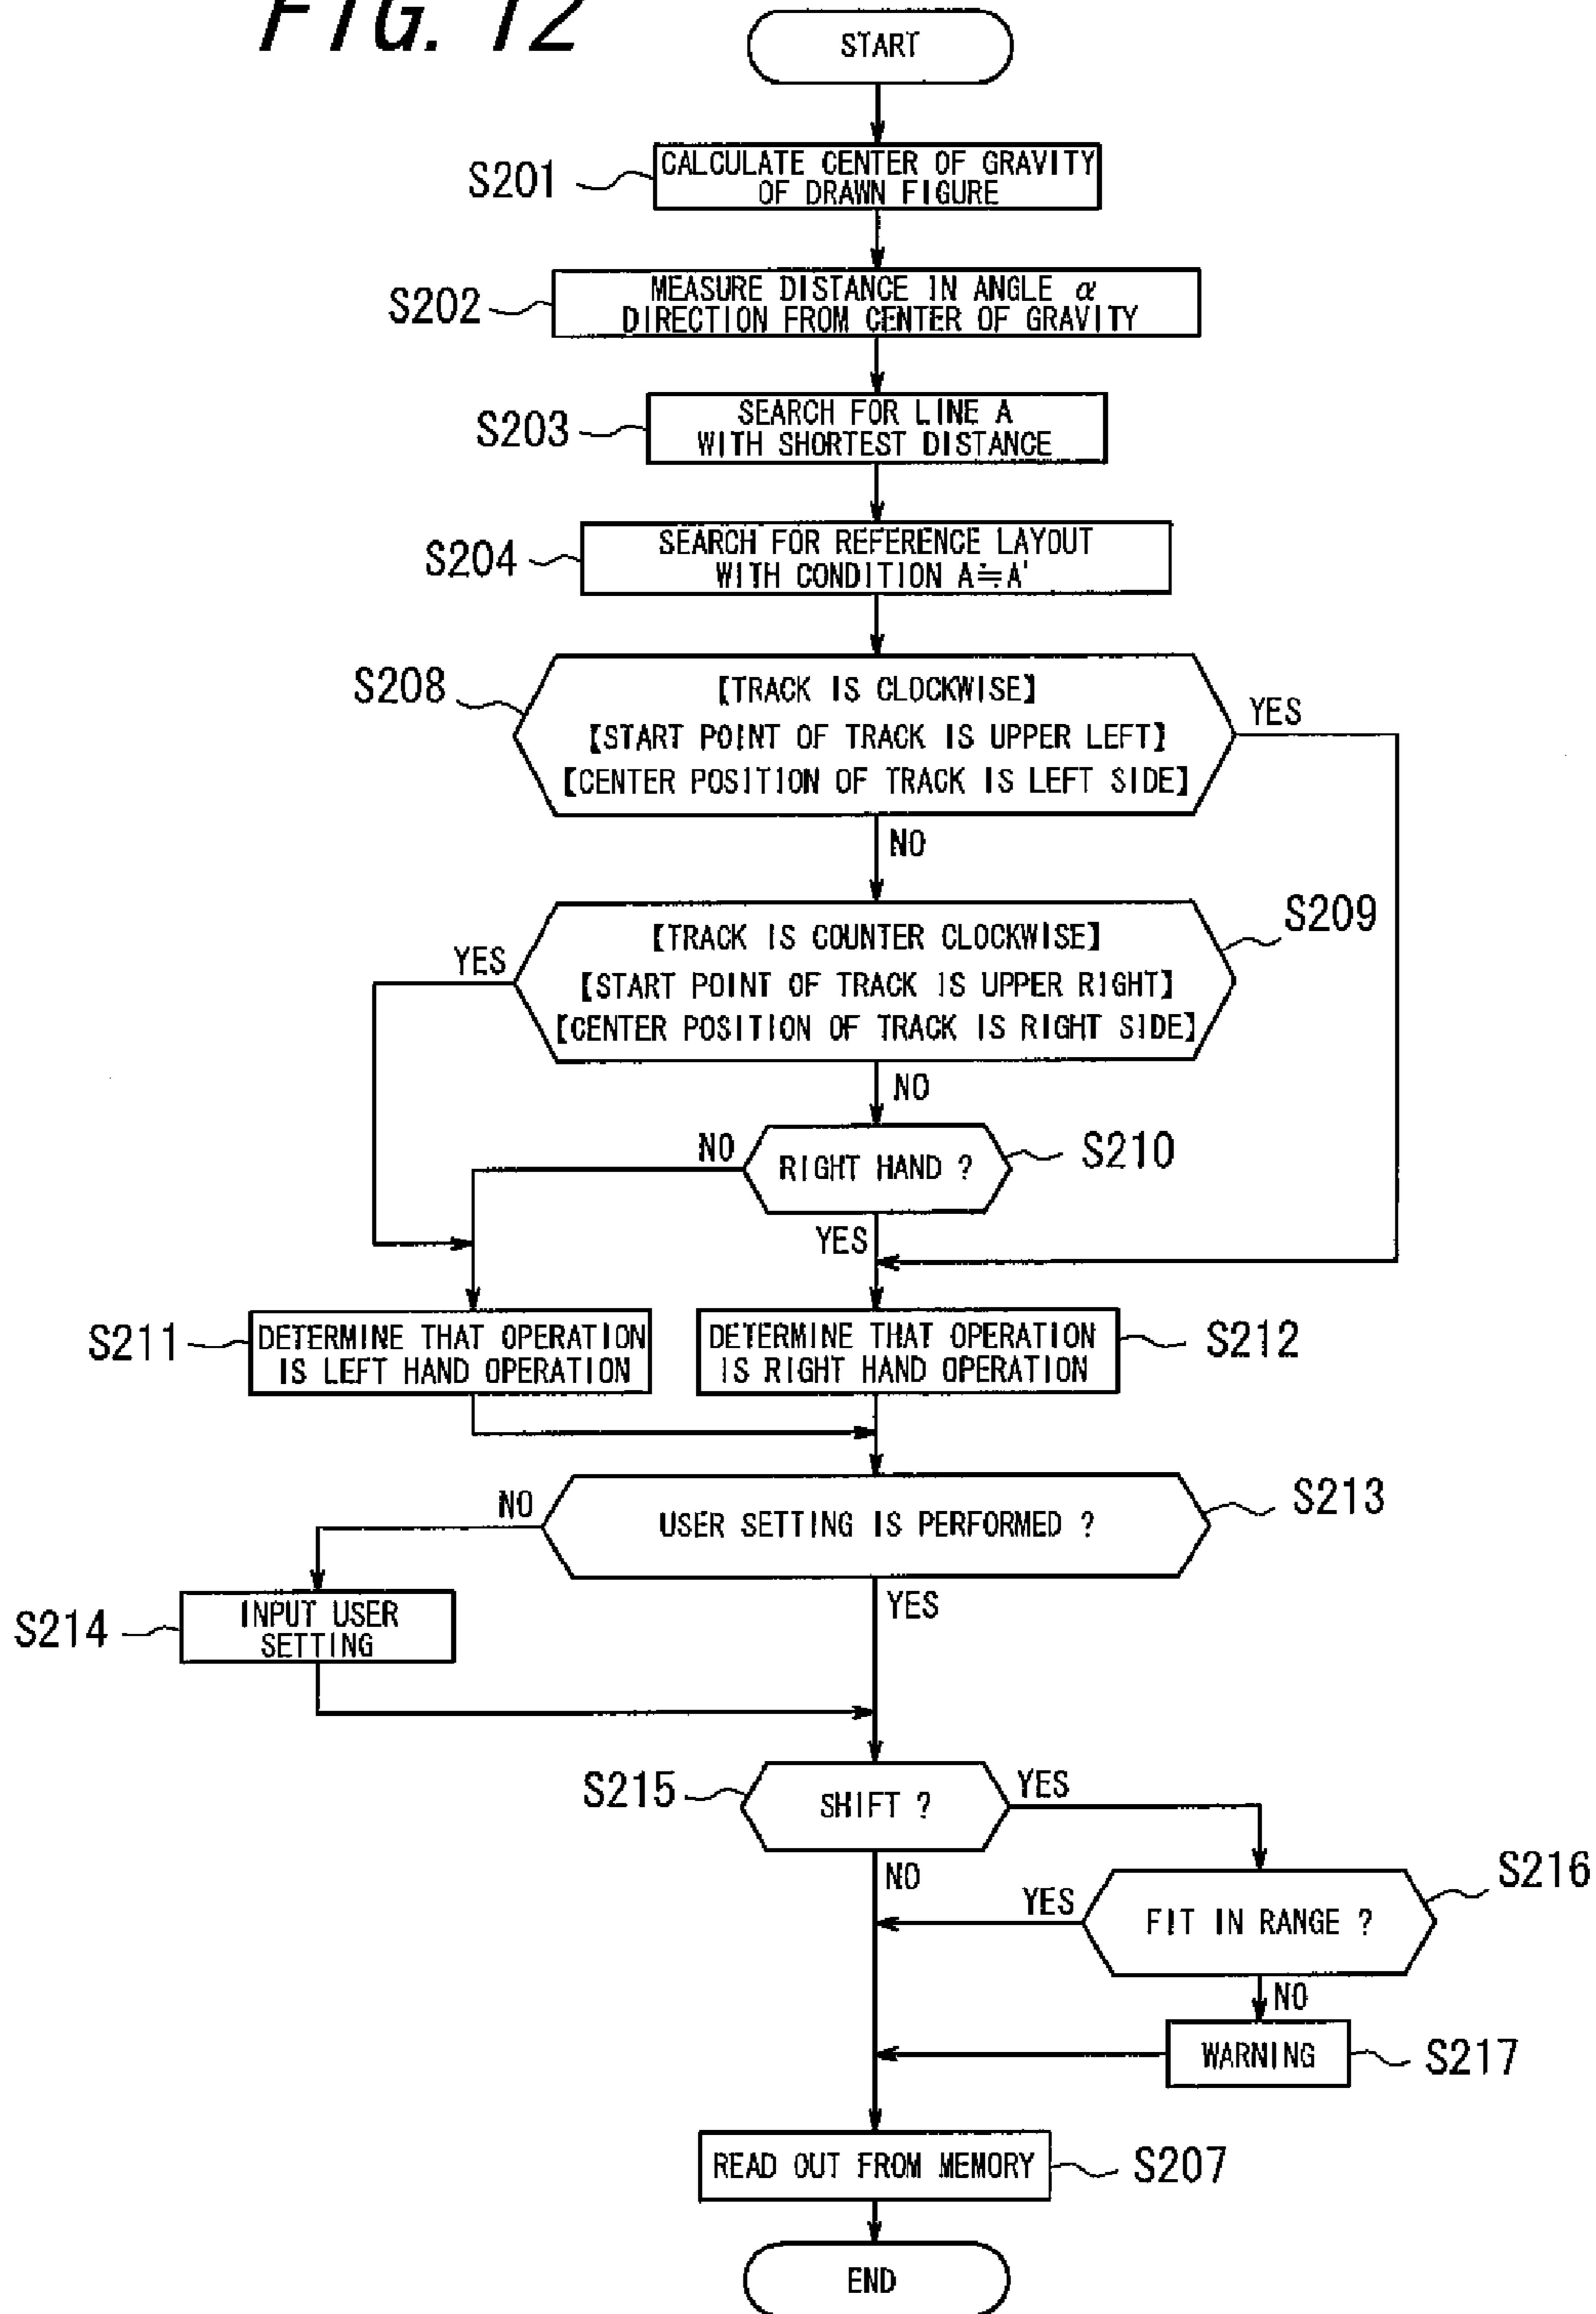 FIG. 12
START
S201
CALCULATE CENTER OF GRAVITY
OF DRAWN FIGURE
S202
MEASURE DISTANCE IN ANGLE α
DIRECTION FROM CENTER OF GRAVITY
S203
SEARCH FOR LINE A
WITH SHORTEST DISTANCE
S204
SEARCH FOR REFERENCE LAYOUT
WITH CONDITION A≒A'
S208
【TRACK IS CLOCKWISE】
【START POINT OF TRACK IS UPPER LEFT】
【CENTER POSITION OF TRACK IS LEFT SIDE】
YES
NO
S209
【TRACK IS COUNTER CLOCKWISE】
【START POINT OF TRACK IS UPPER RIGHT】
【CENTER POSITION OF TRACK IS RIGHT SIDE】
YES
NO
NO
RIGHT HAND ?
S210
YES
S211
DETERMINE THAT OPERATION
IS LEFT HAND OPERATION
DETERMINE THAT OPERATION
IS RIGHT HAND OPERATION
S212
NO
USER SETTING IS PERFORMED ?
S213
YES
S214
INPUT USER
SETTING
S215
SHIFT ?
YES
NO
S216
YES
FIT IN RANGE ?
NO
WARNING
S217
READ OUT FROM MEMORY
S207
END